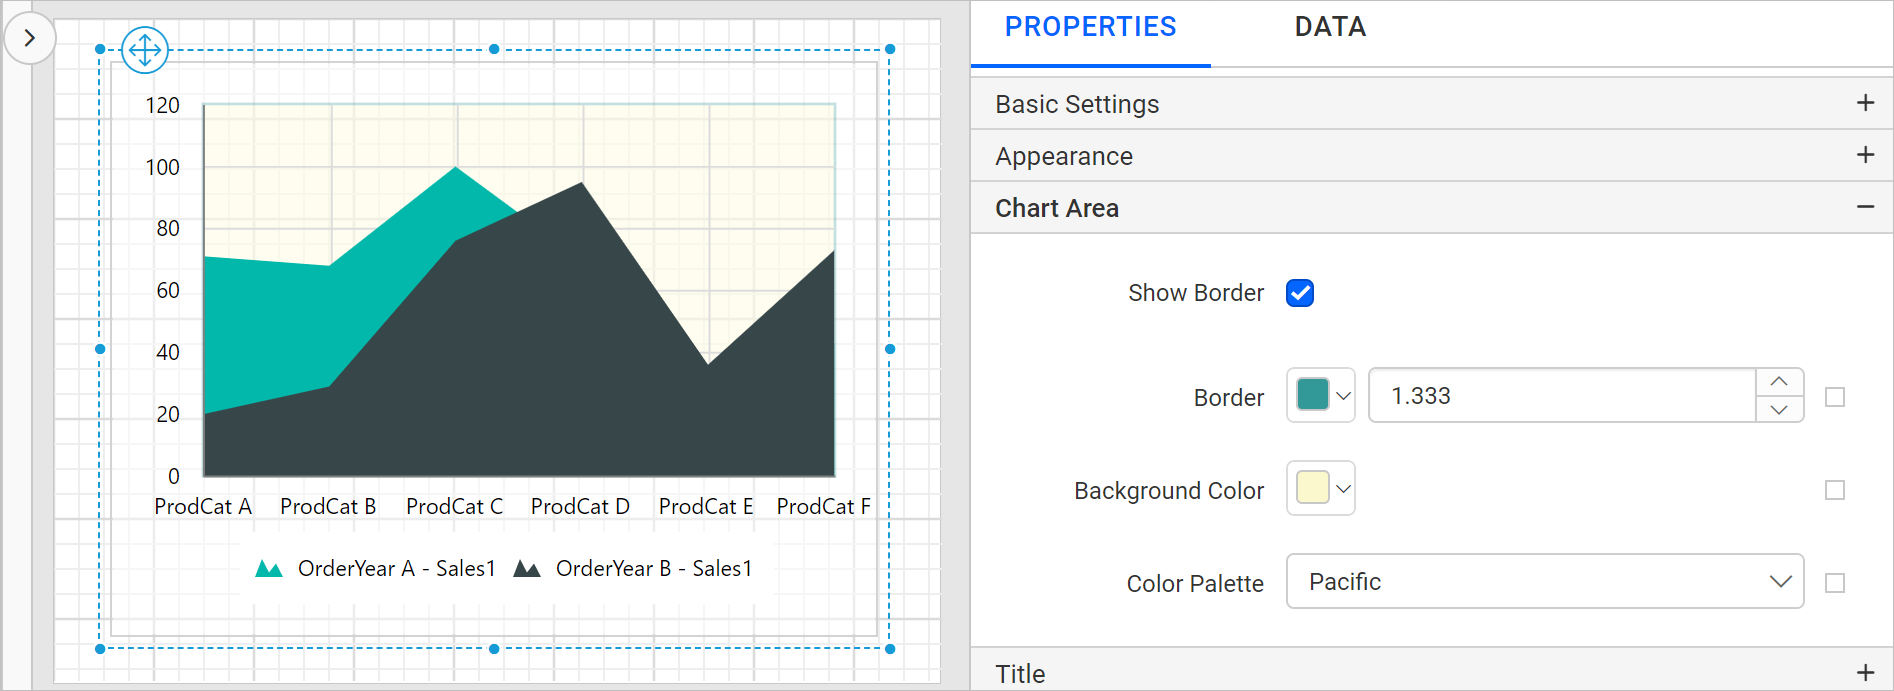 PROPERTIES DATA
Basic Settings
Appearance
Chart Area
Show Border
Border 1.333
Background Color
Color Palette Pacific
Title
120
100
80
60
40
20
0
ProdCat A ProdCat B ProdCat C ProdCat D ProdCat E ProdCat F
OrderYear A - Sales1 OrderYear B - Sales1